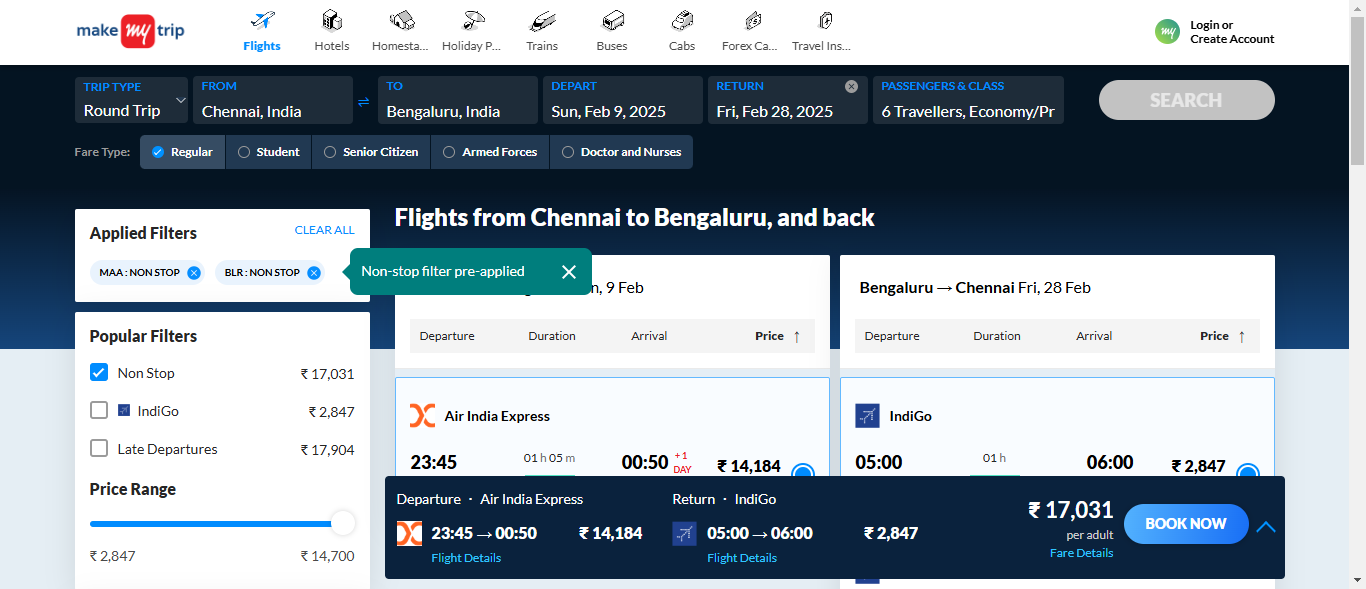 make my trip
Flights
Hotels
Homesta...
Holiday P...
Trains
Buses
Cabs
Forex Ca...
Travel Ins...
my
Login or
Create Account
TRIP TYPE
Round Trip
FROM
Chennai, India
TO
Bengaluru, India
DEPART
Sun, Feb 9, 2025
RETURN
Fri, Feb 28, 2025
PASSENGERS & CLASS
6 Travellers, Economy/Pr
SEARCH
Fare Type:
Regular
Student
Senior Citizen
Armed Forces
Doctor and Nurses
Applied Filters
CLEAR ALL
MAA : NON STOP
BLR : NON STOP
Non-stop filter pre-applied
Popular Filters
Non Stop ₹ 17,031
IndiGo ₹ 2,847
Late Departures ₹ 17,904
Price Range
₹ 2,847 ₹ 14,700
Flights from Chennai to Bengaluru, and back
n, 9 Feb
Departure Duration Arrival Price ↑
Air India Express
23:45 01 h 05 m 00:50 +1 DAY ₹ 14,184
Bengaluru → Chennai Fri, 28 Feb
Departure Duration Arrival Price ↑
IndiGo
05:00 01 h 06:00 ₹ 2,847
Departure · Air India Express
23:45 → 00:50 ₹ 14,184
Flight Details
Return · IndiGo
05:00 → 06:00 ₹ 2,847
Flight Details
₹ 17,031
per adult
Fare Details
BOOK NOW